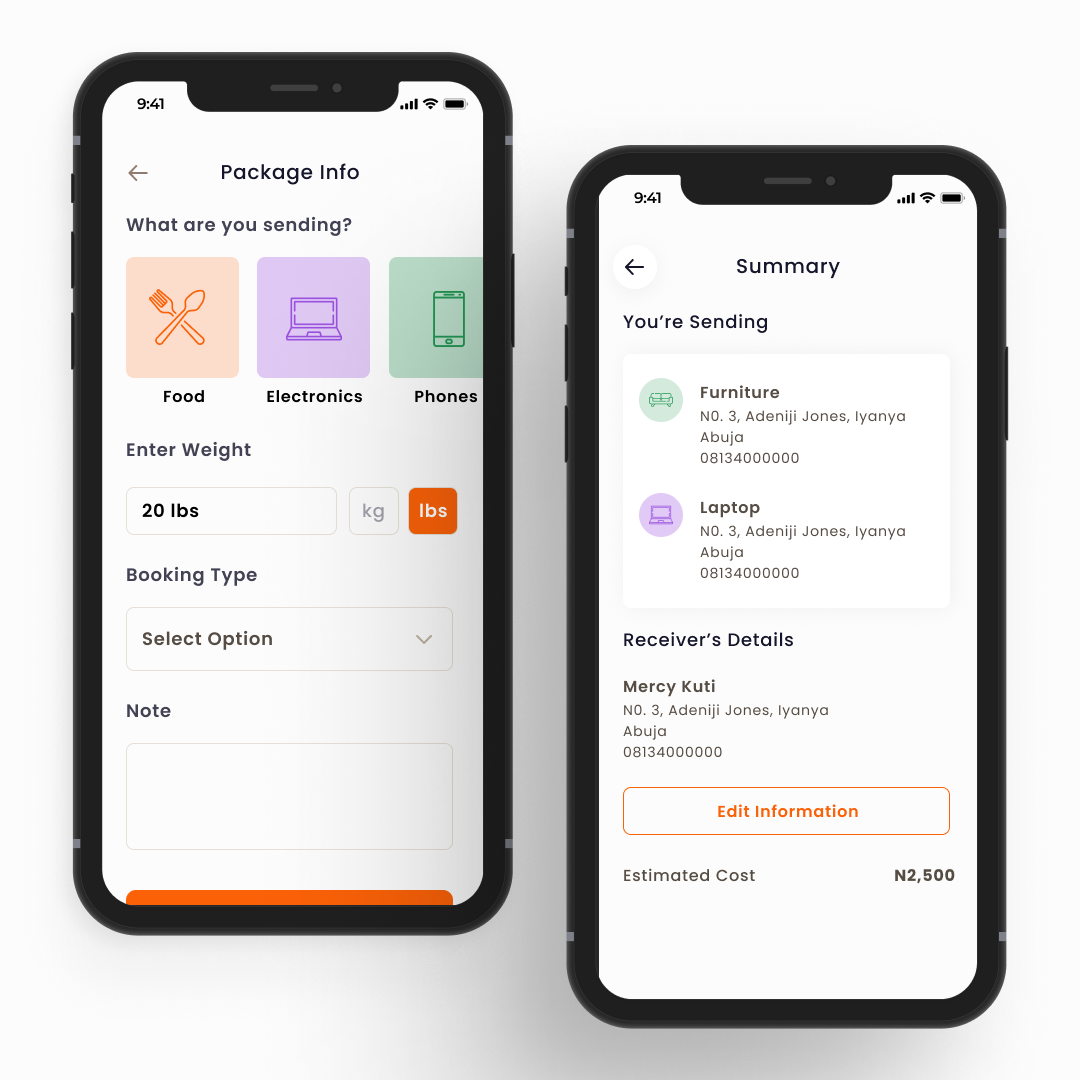 9:41
Package Info
What are you sending?
Food
Electronics
Phones
Enter Weight
20 lbs
kg
lbs
Booking Type
Select Option
Note
9:41
Summary
You’re Sending
Furniture
N0. 3, Adeniji Jones, Iyanya
Abuja
08134000000
Laptop
N0. 3, Adeniji Jones, Iyanya
Abuja
08134000000
Receiver’s Details
Mercy Kuti
N0. 3, Adeniji Jones, Iyanya
Abuja
08134000000
Edit Information
Estimated Cost N2,500